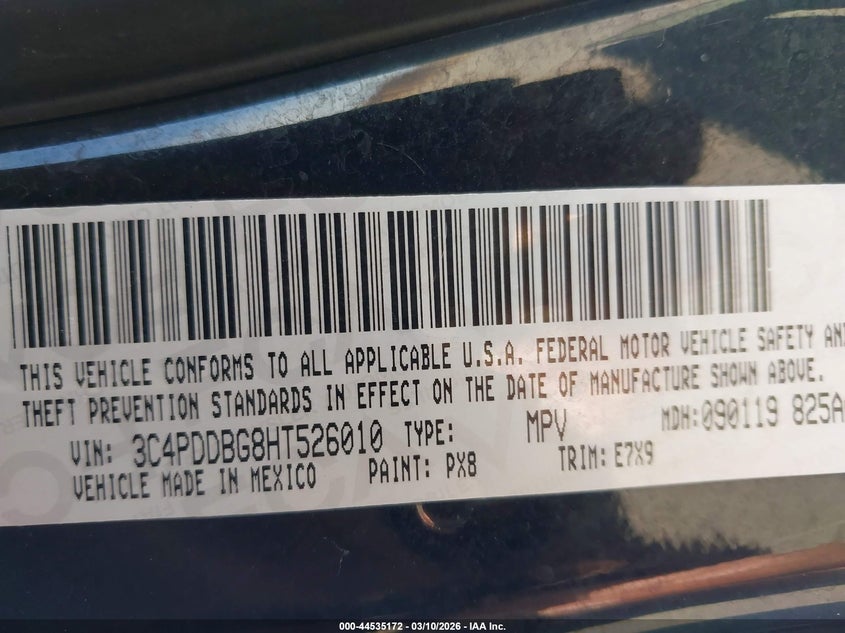 THIS VEHICLE CONFORMS TO ALL APPLICABLE U.S.A. FEDERAL MOTOR VEHICLE SAFETY AND
THEFT PREVENTION STANDARDS IN EFFECT ON THE DATE OF MANUFACTURE SHOWN ABOVE.
VIN: 3C4PDDBG8HT526010 TYPE: MPV MDH:090119 825A
VEHICLE MADE IN MEXICO PAINT: PX8 TRIM: E7X9
000-44535172 — 03/10/2026 — IAA Inc.